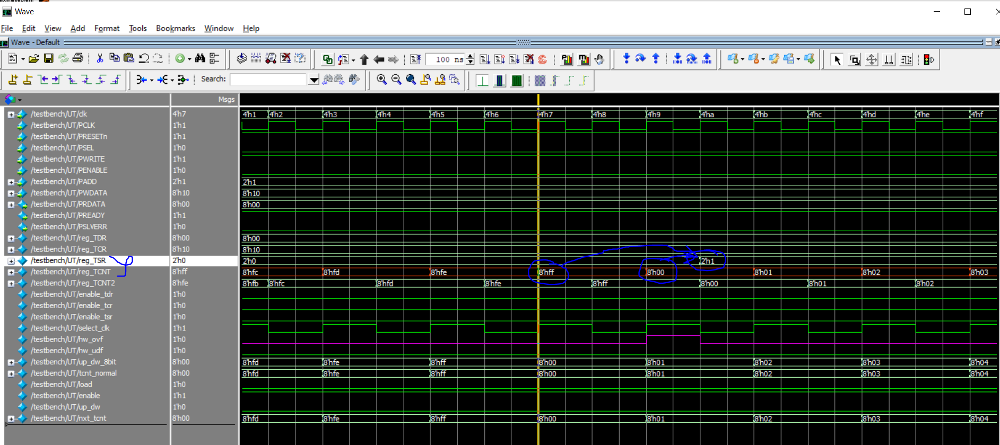 Wave
File Edit View Add Format Tools Bookmarks Window Help
Wave - Default
100 ns
Search:
Msgs
/testbench/UT/clk 4'h7 4'h1 4'h2 4'h3 4'h4 4'h5 4'h6 4'h7 4'h8 4'h9 4'ha 4'hb 4'hc 4'hd 4'he 4'hf
/testbench/UT/PCLK 1'h1
/testbench/UT/PRESETn 1'h1
/testbench/UT/PSEL 1'h0
/testbench/UT/PWRITE 1'h1
/testbench/UT/PENABLE 1'h0
/testbench/UT/PADD 2'h1 2'h1
/testbench/UT/PWDATA 8'h10 8'h10
/testbench/UT/PRDATA 8'h00 8'h00
/testbench/UT/PREADY 1'h1
/testbench/UT/PSLVERR 1'h0
/testbench/UT/reg_TDR 8'h00 8'h00
/testbench/UT/reg_TCR 8'h10 8'h10
/testbench/UT/reg_TSR 2'h0 2'h0 2'h1
/testbench/UT/reg_TCNT 8'hff 8'hfc 8'hfd 8'hfe 8'hff 8'h00 8'h01 8'h02 8'h03
/testbench/UT/reg_TCNT2 8'hfe 8'hfb 8'hfc 8'hfd 8'hfe 8'hff 8'h00 8'h01 8'h02
/testbench/UT/enable_tdr 1'h0
/testbench/UT/enable_tcr 1'h0
/testbench/UT/enable_tsr 1'h0
/testbench/UT/select_clk 1'h1
/testbench/UT/hw_ovf 1'h0
/testbench/UT/hw_udf 1'h0
/testbench/UT/up_dw_8bit 8'h00 8'hfd 8'hfe 8'hff 8'h00 8'h01 8'h02 8'h03 8'h04
/testbench/UT/tcnt_normal 8'h00 8'hfd 8'hfe 8'hff 8'h00 8'h01 8'h02 8'h03 8'h04
/testbench/UT/load 1'h0
/testbench/UT/enable 1'h1
/testbench/UT/up_dw 1'h0
/testbench/UT/nxt_tcnt 8'h00 8'hfd 8'hfe 8'hff 8'h00 8'h01 8'h02 8'h03 8'h04